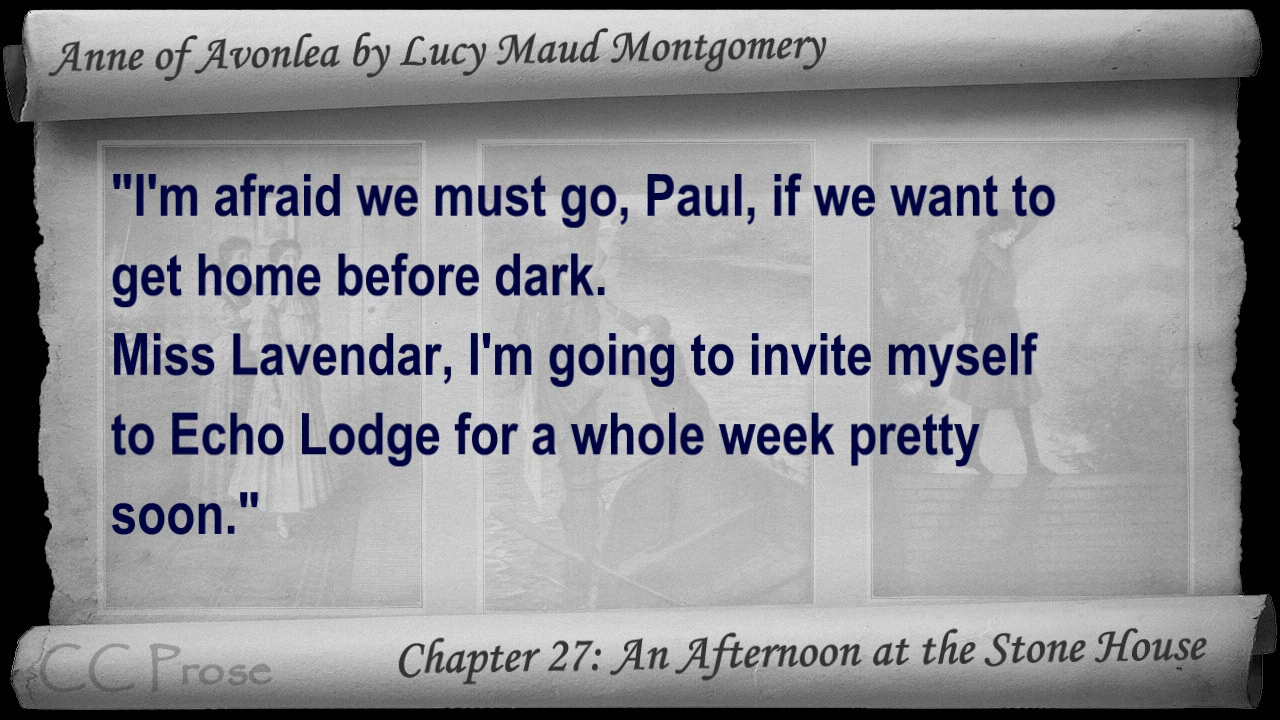 Anne of Avonlea by Lucy Maud Montgomery
"I'm afraid we must go, Paul, if we want to
get home before dark.
Miss Lavendar, I'm going to invite myself
to Echo Lodge for a whole week pretty
soon."
CC Prose
Chapter 27: An Afternoon at the Stone House